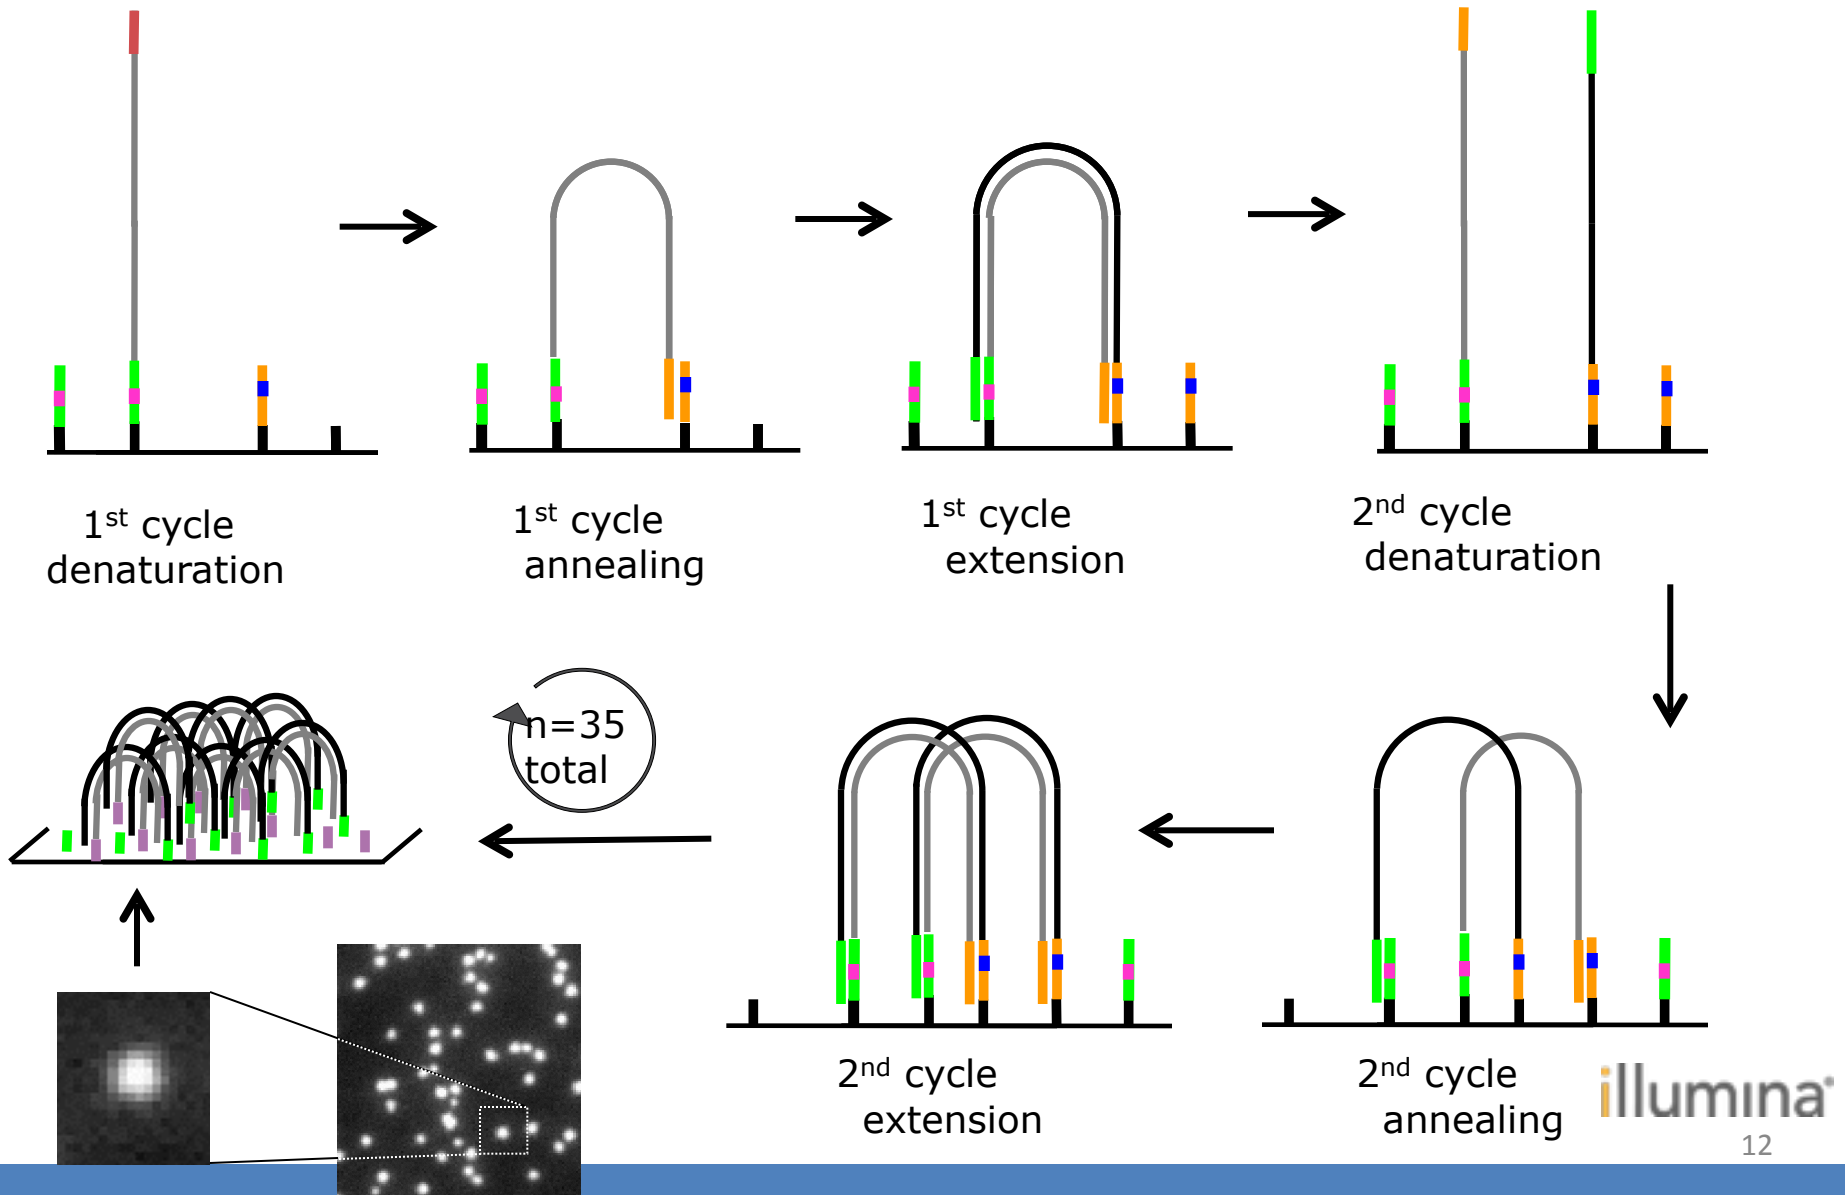 1st cycle
denaturation
1st cycle
annealing
1st cycle
extension
2nd cycle
denaturation
n=35
total
2nd cycle
extension
2nd cycle
annealing
illumina®
12